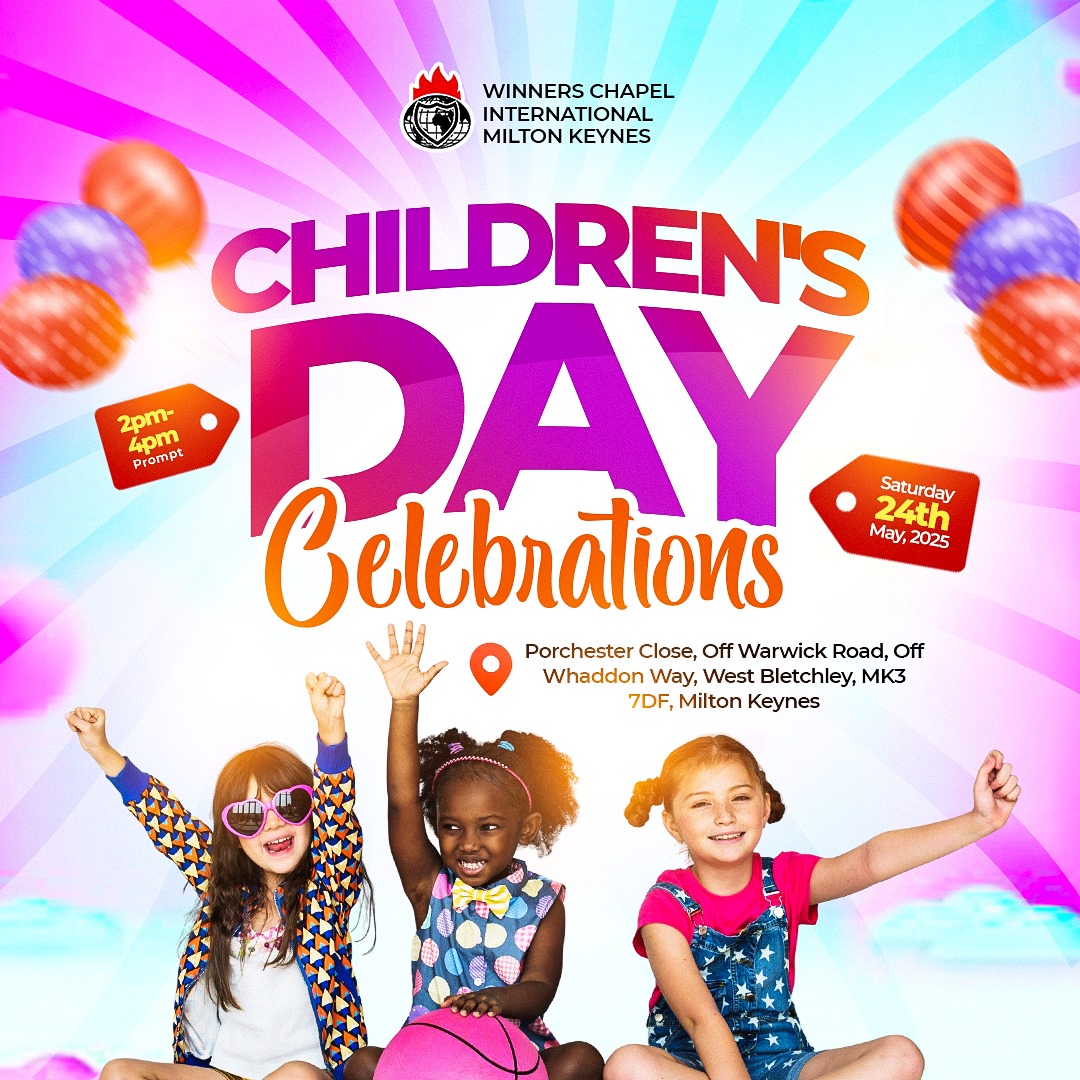 WINNERS CHAPEL
INTERNATIONAL
MILTON KEYNES
CHILDREN'S
DAY
Celebrations
2pm-
4pm
Prompt
Saturday
24th
May, 2025
Porchester Close, Off Warwick Road, Off
Whaddon Way, West Bletchley, MK3
7DF, Milton Keynes